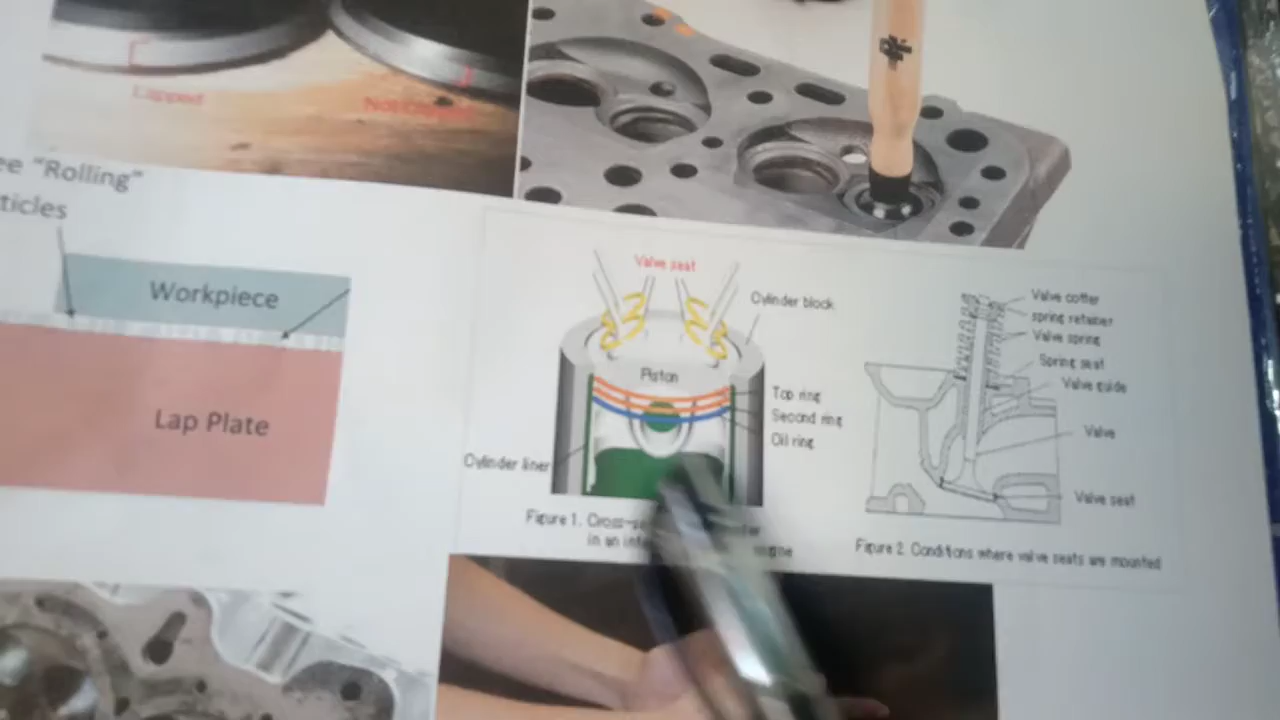 Lapped
Not
ee "Rolling"
ticles
Workpiece
Lap Plate
Valve seat
Cylinder block
Piston
Top ring
Second ring
Oil ring
Cylinder liner
Figure 1. Cross-se
in an int
Valve cotter
spring retainer
Valve spring
Spring seat
Valve guide
Valve
Valve seat
Figure 2. Conditions where valve seats are mounted